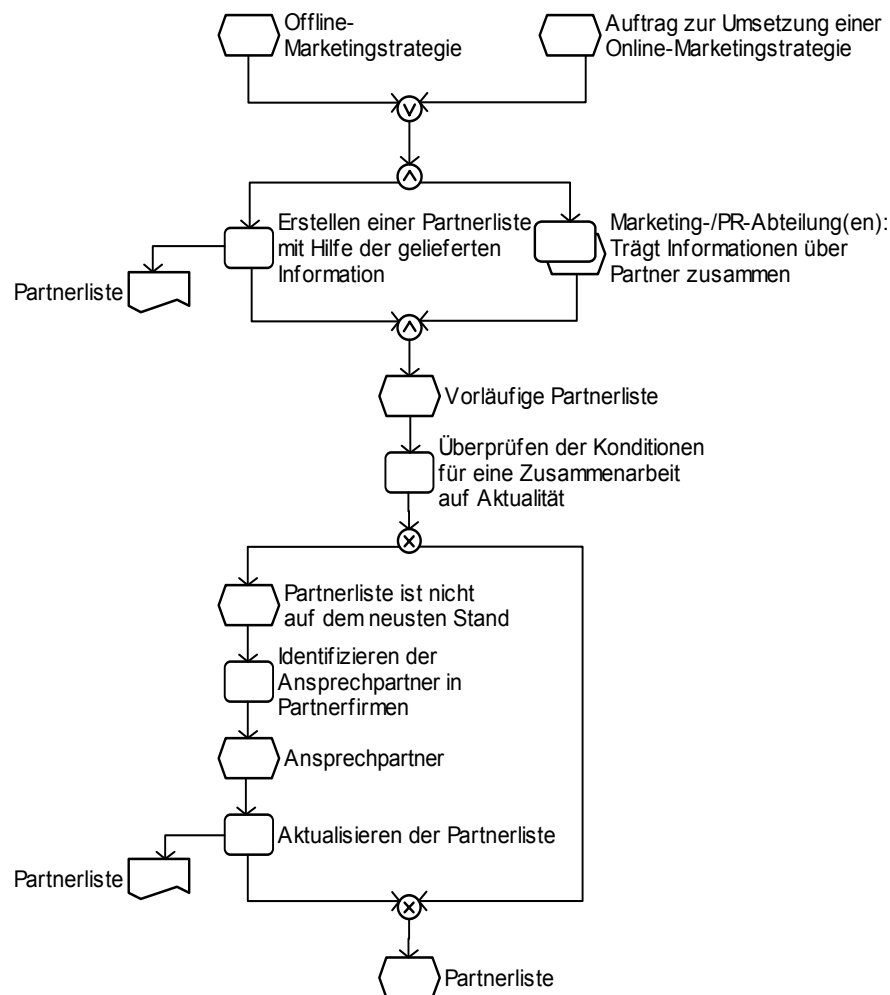 Offline-
Marketingstrategie
Auftrag zur Umsetzung einer
Online-Marketingstrategie
Erstellen einer Partnerliste
mit Hilfe der gelieferten
Information
Marketing-/PR-Abteilung(en):
Trägt Informationen über
Partner zusammen
Partnerliste
Vorläufige Partnerliste
Überprüfen der Konditionen
für eine Zusammenarbeit
auf Aktualität
Partnerliste ist nicht
auf dem neusten Stand
Identifizieren der
Ansprechpartner in
Partnerfirmen
Ansprechpartner
Aktualisieren der Partnerliste
Partnerliste
Partnerliste